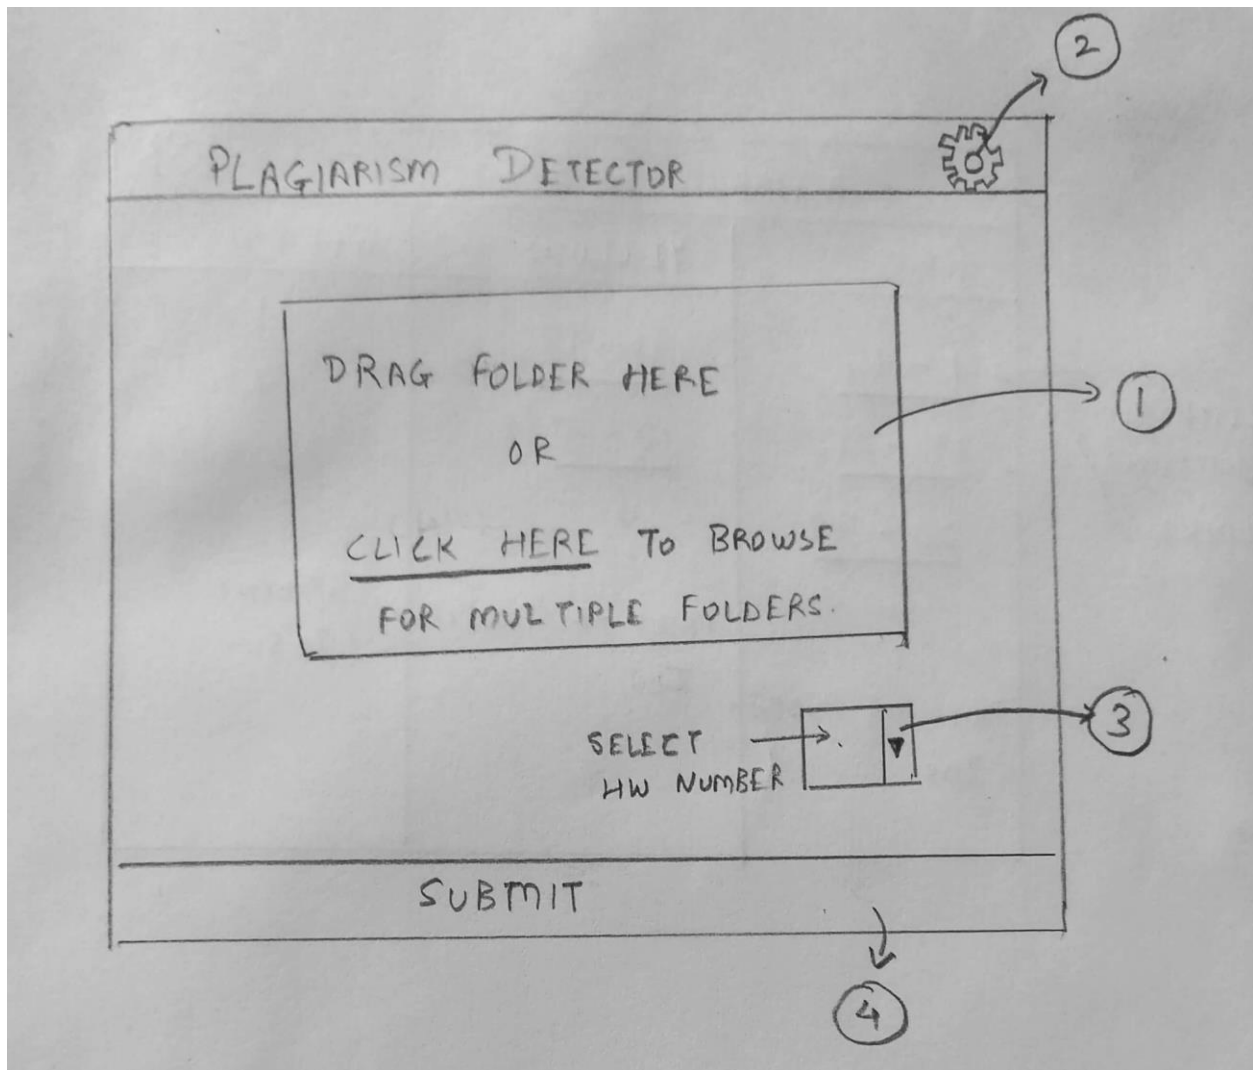 2
PLAGIARISM DETECTOR
DRAG FOLDER HERE
OR
1
CLICK HERE TO BROWSE
FOR MULTIPLE FOLDERS.
SELECT
HW NUMBER
3
SUBMIT
4